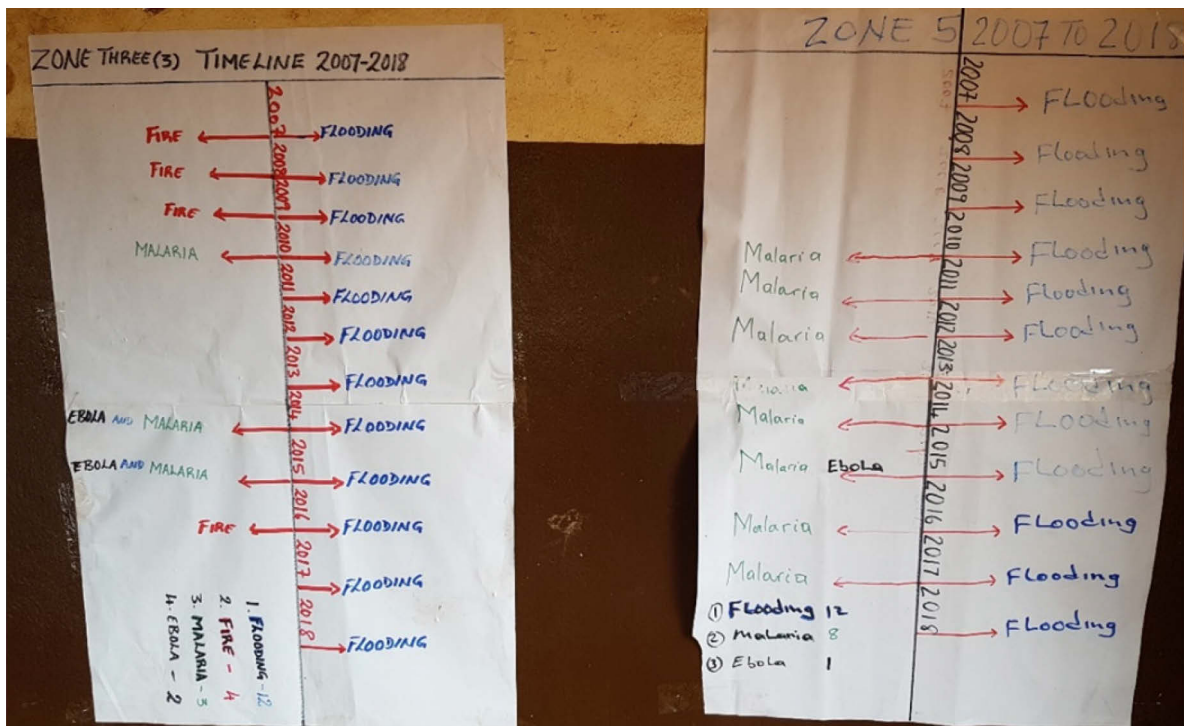 ZONE THREE(3) TIMELINE 2007-2018
2007
FIRE FLOODING
2008
FIRE FLOODING
2009
FIRE FLOODING
2010
MALARIA FLOODING
2011
FLOODING
2012
FLOODING
2013
FLOODING
2014
EBOLA AND MALARIA FLOODING
2015
EBOLA AND MALARIA FLOODING
2016
FIRE FLOODING
2017
FLOODING
2018
FLOODING
1. FLOODING - 12
2. FIRE - 4
3. MALARIA - 3
4. EBOLA - 2
ZONE 5 2007 TO 2018
2007
FLooding
2008
Flooding
2009
Flooding
2010
Malaria Flooding
2011
Malaria Flooding
2012
Malaria Flooding
2013
Malaria Flooding
2014
Malaria Flooding
2015
Malaria Ebola Flooding
2016
Malaria FLooding
2017
Malaria FLooding
2018
FLooding
① FLooding 12
② Malaria 8
③ Ebola 1